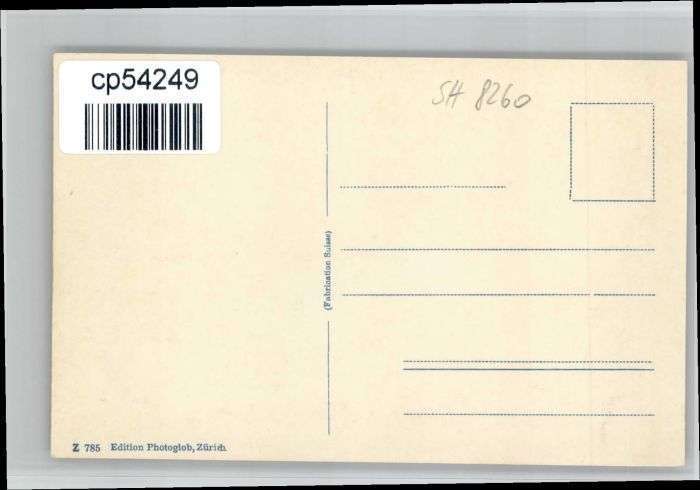 cp54249
SH 8260
(Fabrication Suisse)
Z 785 Edition Photoglob, Zürich